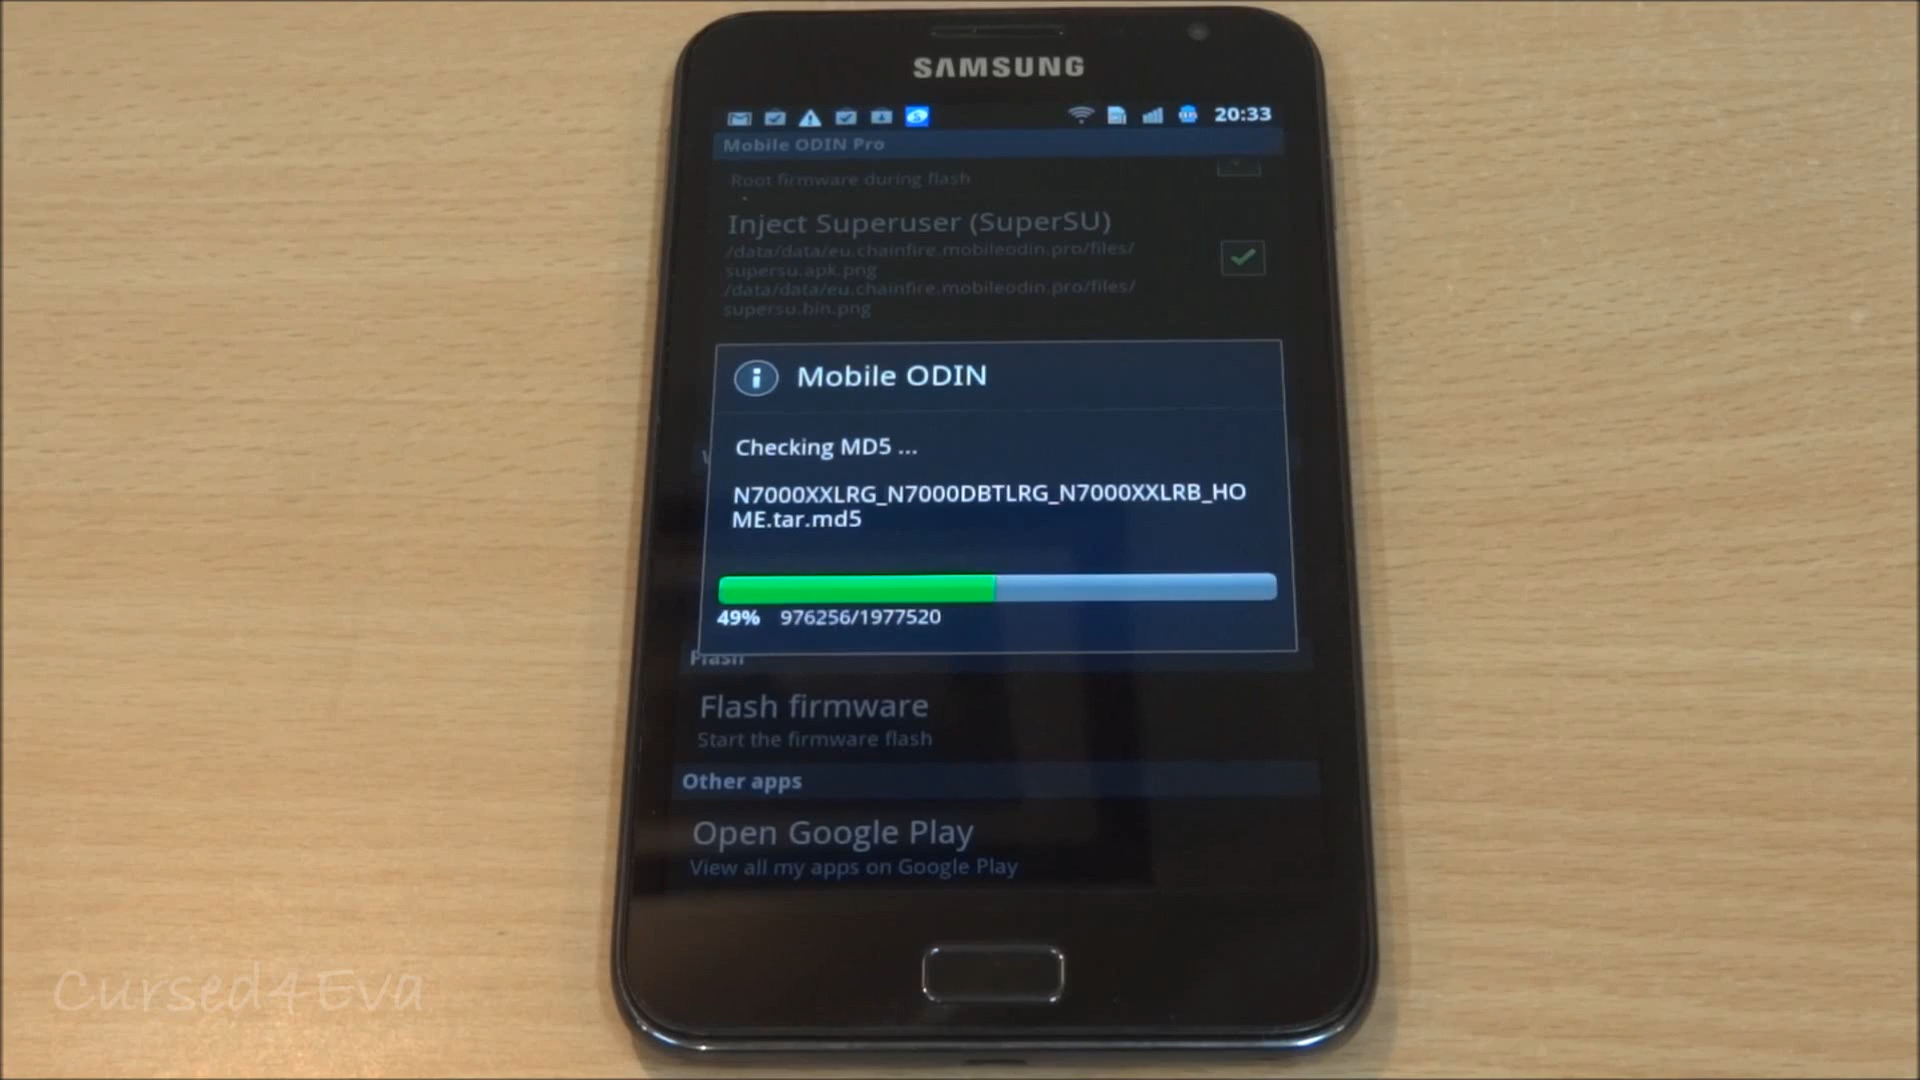 SAMSUNG
20:33
Mobile ODIN Pro
Root firmware during flash
Inject Superuser (SuperSU)
/data/data/eu.chainfire.mobileodin.pro/files/
supersu.apk.png
/data/data/eu.chainfire.mobileodin.pro/files/
supersu.bin.png
Mobile ODIN
Checking MD5 ...
N7000XXLRG_N7000DBTLRG_N7000XXLRB_HO
ME.tar.md5
49% 976256/1977520
Flash
Flash firmware
Start the firmware flash
Other apps
Open Google Play
View all my apps on Google Play
Cursed4Eva